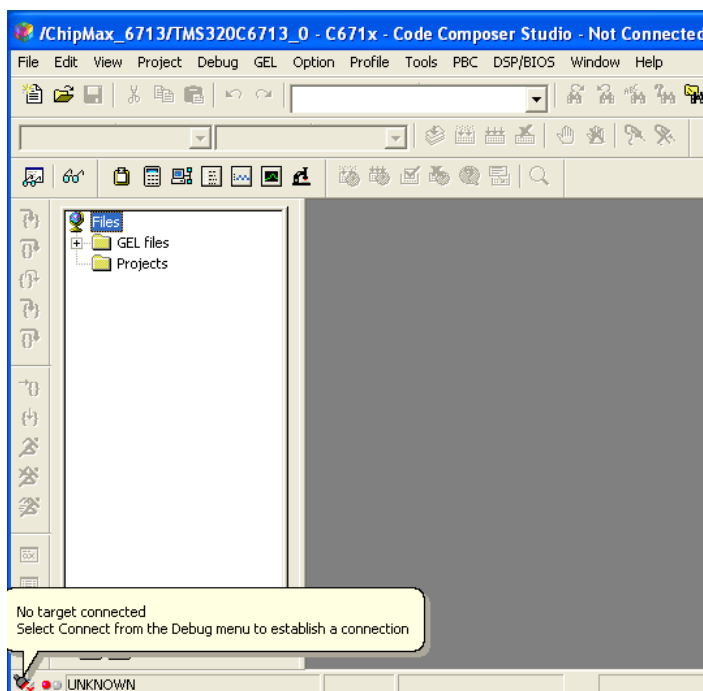 /ChipMax_6713/TMS320C6713_0 - C671x - Code Composer Studio - Not Connected
File Edit View Project Debug GEL Option Profile Tools PBC DSP/BIOS Window Help
Files
GEL files
Projects
No target connected
Select Connect from the Debug menu to establish a connection
UNKNOWN